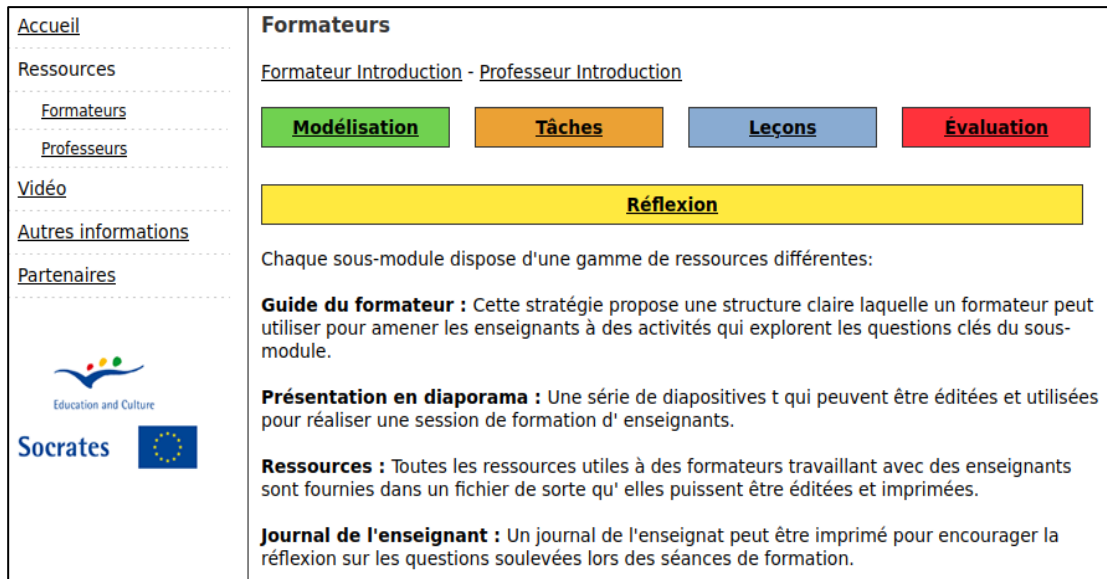 Accueil
Ressources
Formateurs
Professeurs
Vidéo
Autres informations
Partenaires
Education and Culture
Socrates
Formateurs
Formateur Introduction - Professeur Introduction
Modélisation
Tâches
Leçons
Évaluation
Réflexion
Chaque sous-module dispose d'une gamme de ressources différentes:
Guide du formateur : Cette stratégie propose une structure claire laquelle un formateur peut
utiliser pour amener les enseignants à des activités qui explorent les questions clés du sous-
module.
Présentation en diaporama : Une série de diapositives t qui peuvent être éditées et utilisées
pour réaliser une session de formation d' enseignants.
Ressources : Toutes les ressources utiles à des formateurs travaillant avec des enseignants
sont fournies dans un fichier de sorte qu' elles puissent être éditées et imprimées.
Journal de l'enseignant : Un journal de l'enseignat peut être imprimé pour encourager la
réflexion sur les questions soulevées lors des séances de formation.